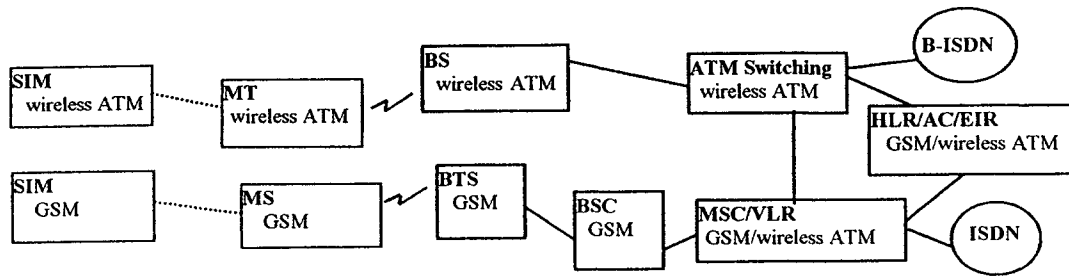 SIM
wireless ATM
MT
wireless ATM
BS
wireless ATM
ATM Switching
wireless ATM
B-ISDN
HLR/AC/EIR
GSM/wireless ATM
SIM
GSM
MS
GSM
BTS
GSM
BSC
GSM
MSC/VLR
GSM/wireless ATM
ISDN